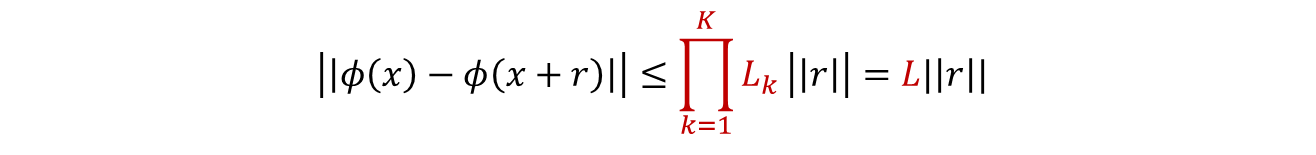 ||ϕ(x) − ϕ(x + r)|| ≤ ∏_{k=1}^{K} L_k ||r|| = L||r||